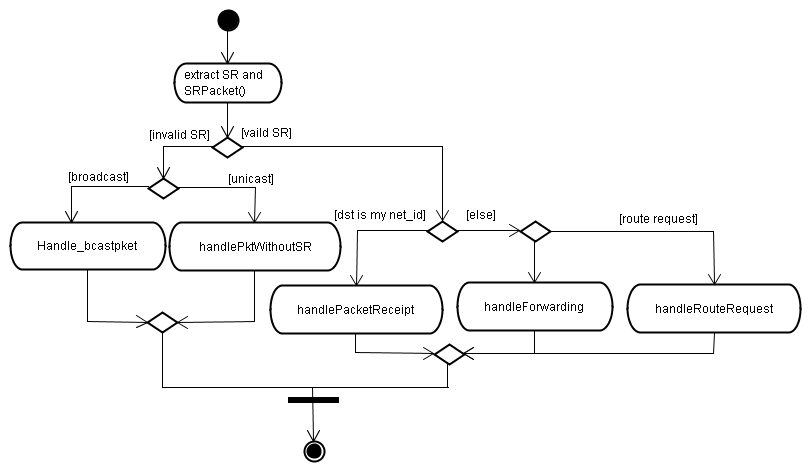 extract SR and
SRPacket()
[invalid SR]
[vaild SR]
[broadcast]
[unicast]
[dst is my net_id]
[else]
[route request]
Handle_bcastpket
handlePktWithoutSR
handlePacketReceipt
handleForwarding
handleRouteRequest